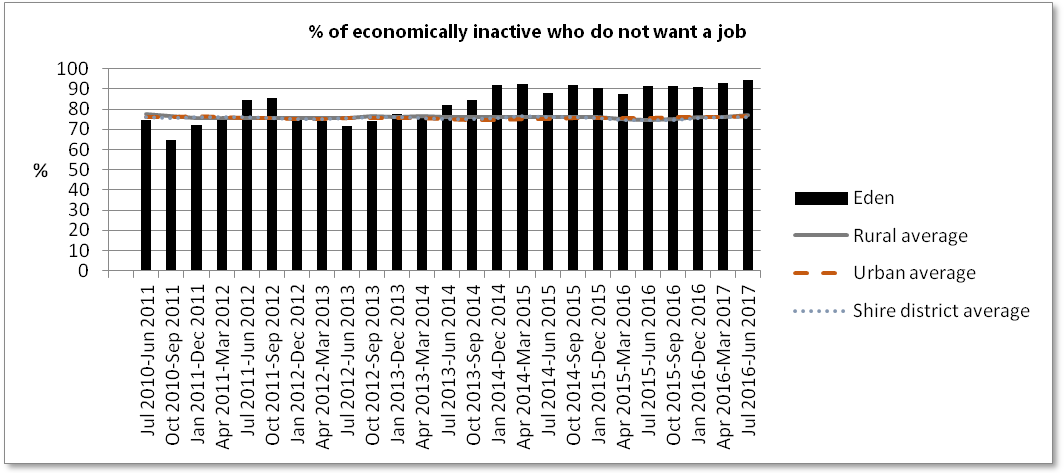 % of economically inactive who do not want a job
100
90
80
70
60
50
40
30
20
10
0
%
Jul 2010-Jun 2011
Oct 2010-Sep 2011
Jan 2011-Dec 2011
Apr 2011-Mar 2012
Jul 2011-Jun 2012
Oct 2011-Sep 2012
Jan 2012-Dec 2012
Apr 2012-Mar 2013
Jul 2012-Jun 2013
Oct 2012-Sep 2013
Jan 2013-Dec 2013
Apr 2013-Mar 2014
Jul 2013-Jun 2014
Oct 2013-Sep 2014
Jan 2014-Dec 2014
Apr 2014-Mar 2015
Jul 2014-Jun 2015
Oct 2014-Sep 2015
Jan 2015-Dec 2015
Apr 2015-Mar 2016
Jul 2015-Jun 2016
Oct 2015-Sep 2016
Jan 2016-Dec 2016
Apr 2016-Mar 2017
Jul 2016-Jun 2017
Eden
Rural average
Urban average
Shire district average